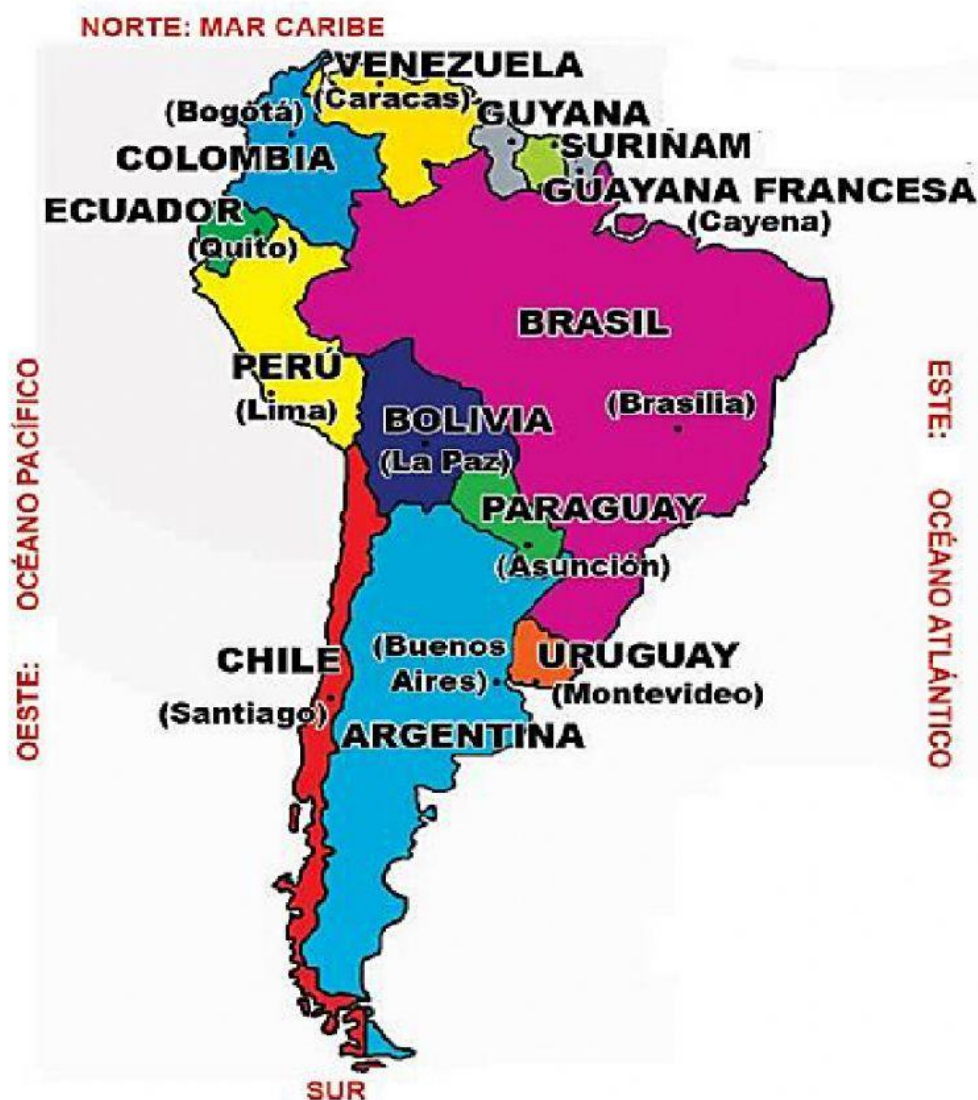 NORTE: MAR CARIBE
VENEZUELA
(Caracas)
(Bogótá)
GUYANA
COLOMBIA
SURINAM
GUAYANA FRANCESA
(Cayena)
ECUADOR
(Quito)
BRASIL
PERÚ
(Lima)
(Brasilia)
BOLIVIA
(La Paz)
PARAGUAY
(Asunción)
CHILE
(Santiago)
(Buenos
Aires)
URUGUAY
(Montevideo)
ARGENTINA
OESTE: OCÉANO PACÍFICO
ESTE: OCÉANO ATLÁNTICO
SUR